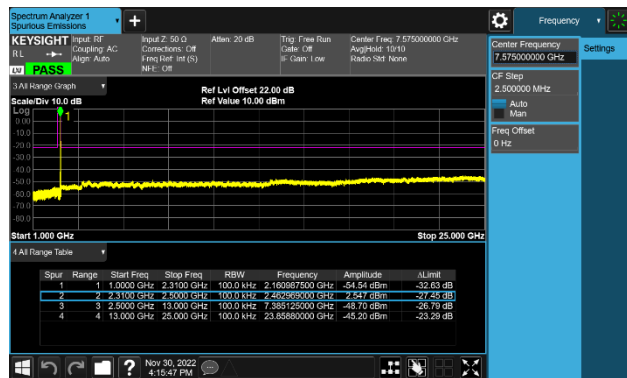 Spectrum Analyzer 1
Spurious Emissions
Frequency
KEYSIGHT
Input: RF
Coupling: AC
Align: Auto
Input Z: 50 Ω
Corrections: Off
Freq Ref: Int (S)
NFE: Off
Atten: 20 dB
Trig: Free Run
Gate: Off
IF Gain: Low
Center Freq: 7.575000000 GHz
Avg|Hold: 10/10
Radio Std: None
RL
LXI PASS
Center Frequency
7.575000000 GHz
Settings
CF Step
2.500000 MHz
Auto
Man
Freq Offset
0 Hz
3 All Range Graph
Scale/Div 10.0 dB
Ref Lvl Offset 22.00 dB
Ref Value 10.00 dBm
Log
1
0.00
-10.0
-20.0
-30.0
-40.0
-50.0
-60.0
-70.0
-80.0
Start 1.000 GHz
Stop 25.000 GHz
4 All Range Table
Spur Range Start Freq Stop Freq RBW Frequency Amplitude ΔLimit
1 1 1.0000 GHz 2.3100 GHz 100.0 kHz 2.160987500 GHz -54.54 dBm -32.63 dB
2 2 2.3100 GHz 2.5000 GHz 100.0 kHz 2.462969000 GHz 2.547 dBm -27.45 dB
3 3 2.5000 GHz 13.000 GHz 100.0 kHz 7.385125000 GHz -48.70 dBm -26.79 dB
4 4 13.000 GHz 25.000 GHz 100.0 kHz 23.85880000 GHz -45.20 dBm -23.29 dB
?
Nov 30, 2022
4:15:47 PM